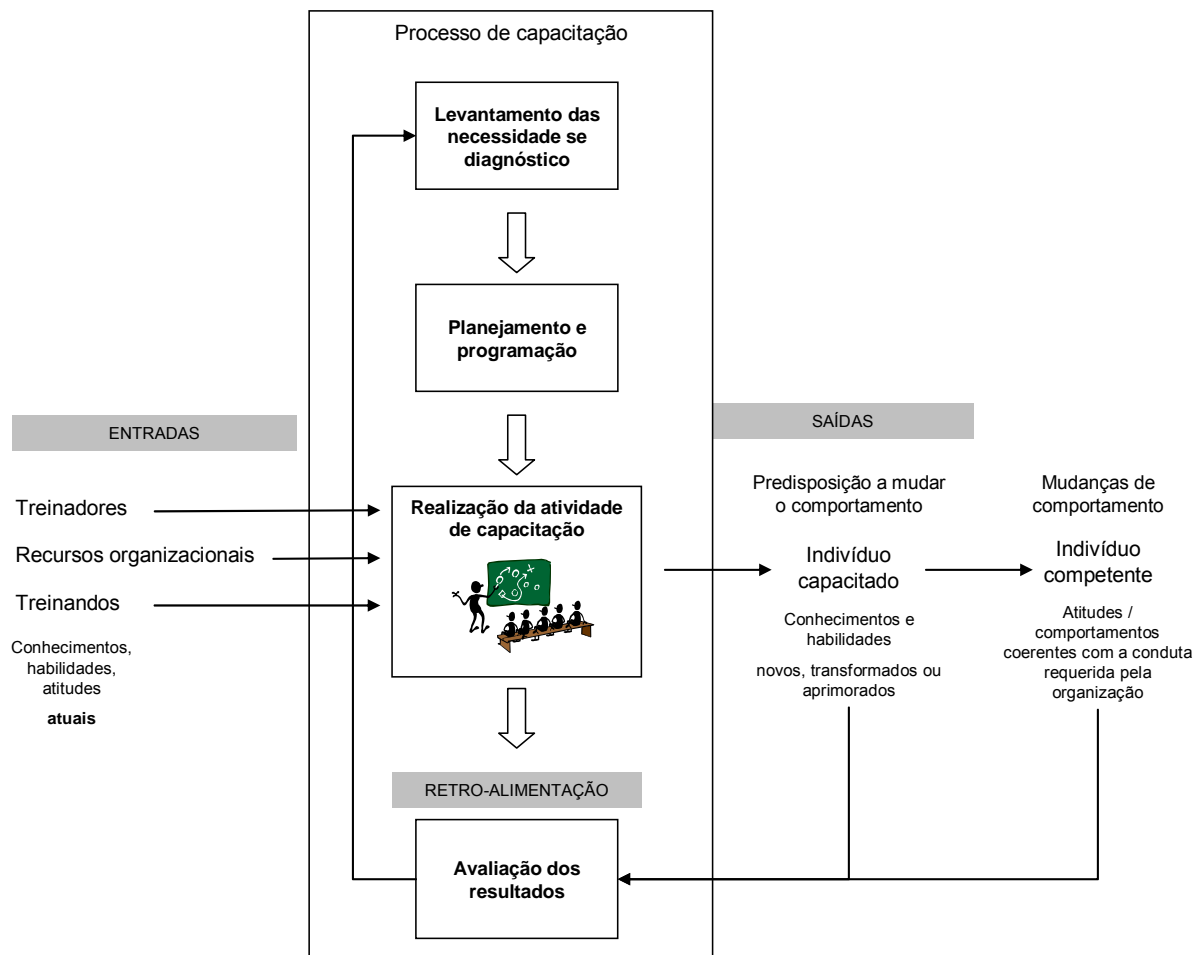 Processo de capacitação
Levantamento das
necessidade se
diagnóstico
Planejamento e
programação
ENTRADAS
Treinadores
Recursos organizacionais
Treinandos
Conhecimentos,
habilidades,
atitudes
atuais
Realização da atividade
de capacitação
SAÍDAS
Predisposição a mudar
o comportamento
Indivíduo
capacitado
Conhecimentos e
habilidades
novos, transformados ou
aprimorados
Mudanças de
comportamento
Indivíduo
competente
Atitudes /
comportamentos
coerentes com a conduta
requerida pela
organização
RETRO-ALIMENTAÇÃO
Avaliação dos
resultados